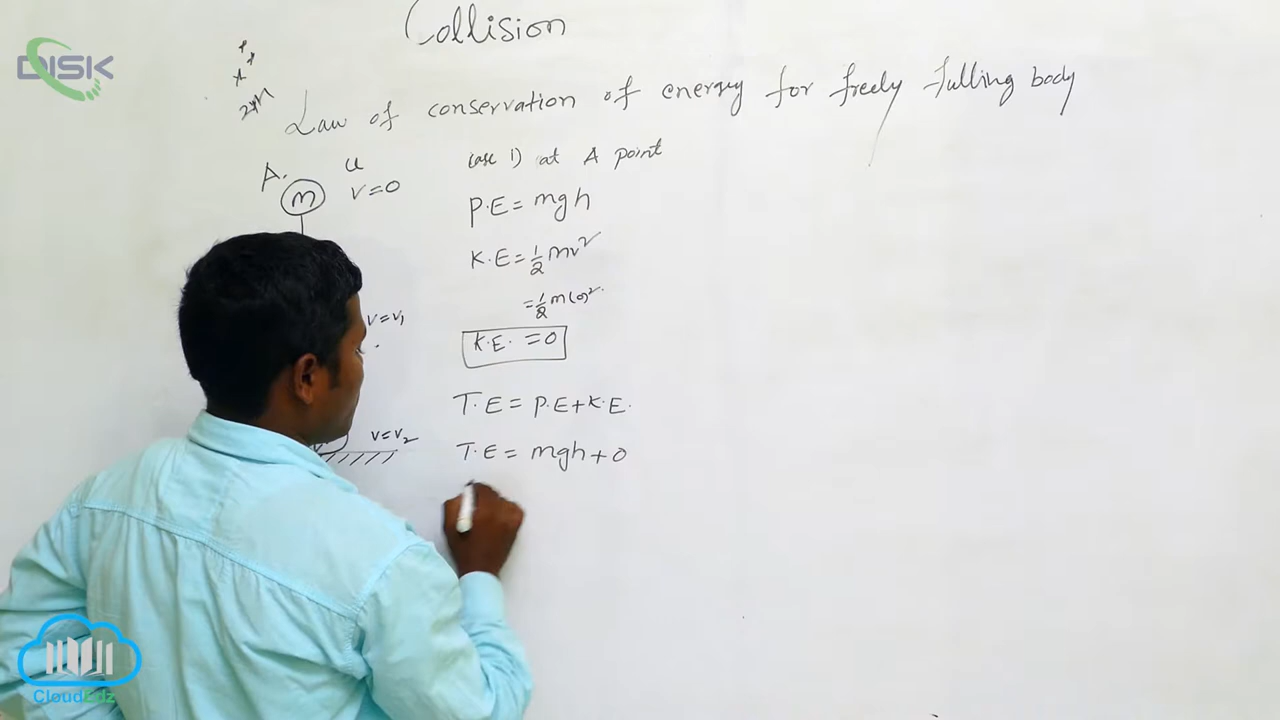 Collision
DISK
Law of conservation of energy for freely falling body
A. u
m V=0
case 1) at A point
P.E = mgh
K.E = 1/2 mv²
= 1/2 m(0)².
V=V₁
K.E. = 0
T.E = P.E + K.E.
V=V₂
T.E = mgh + 0
CloudEdz